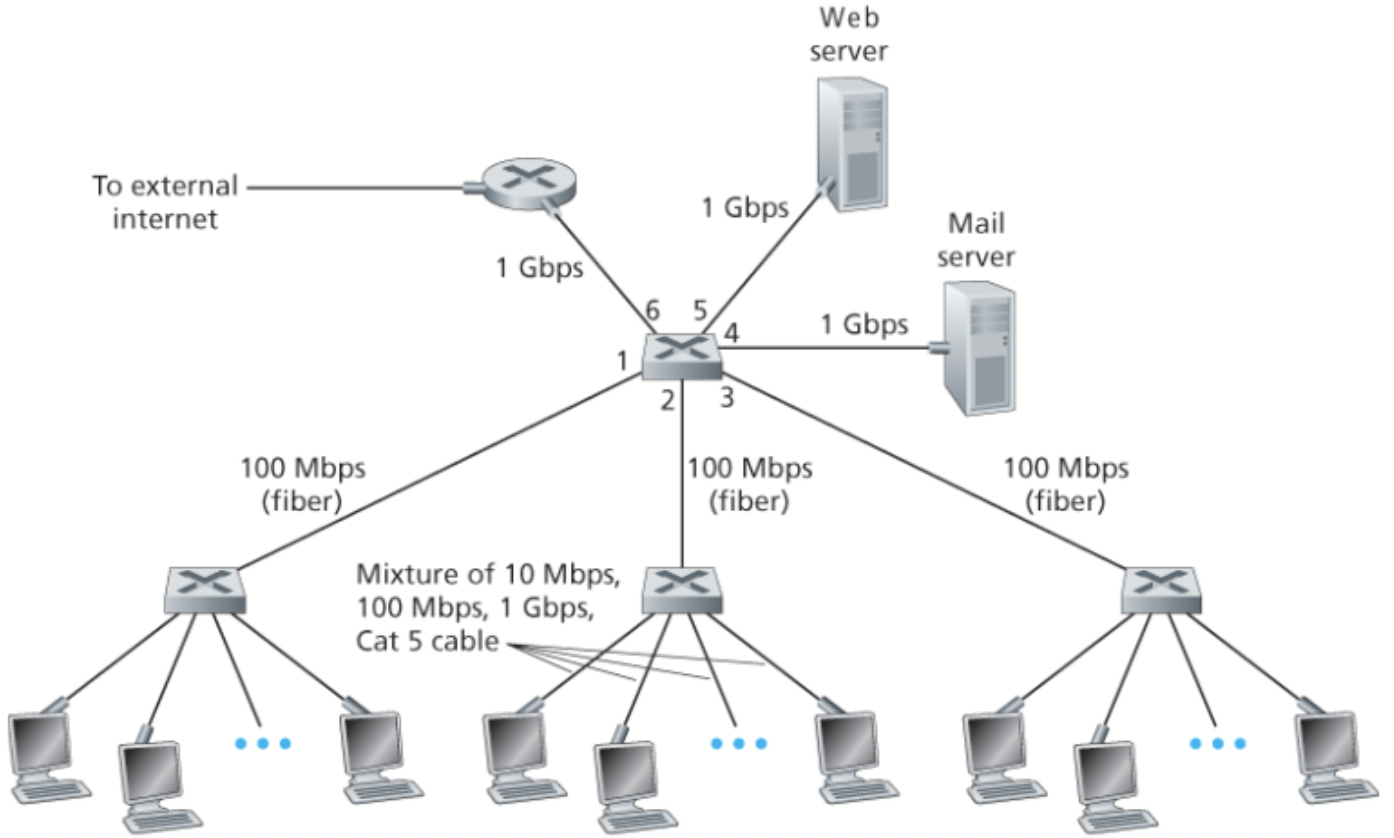 Web
server
To external
internet
1 Gbps
Mail
server
1 Gbps
1 Gbps
6
5
4
1
2
3
100 Mbps
(fiber)
100 Mbps
(fiber)
100 Mbps
(fiber)
Mixture of 10 Mbps,
100 Mbps, 1 Gbps,
Cat 5 cable